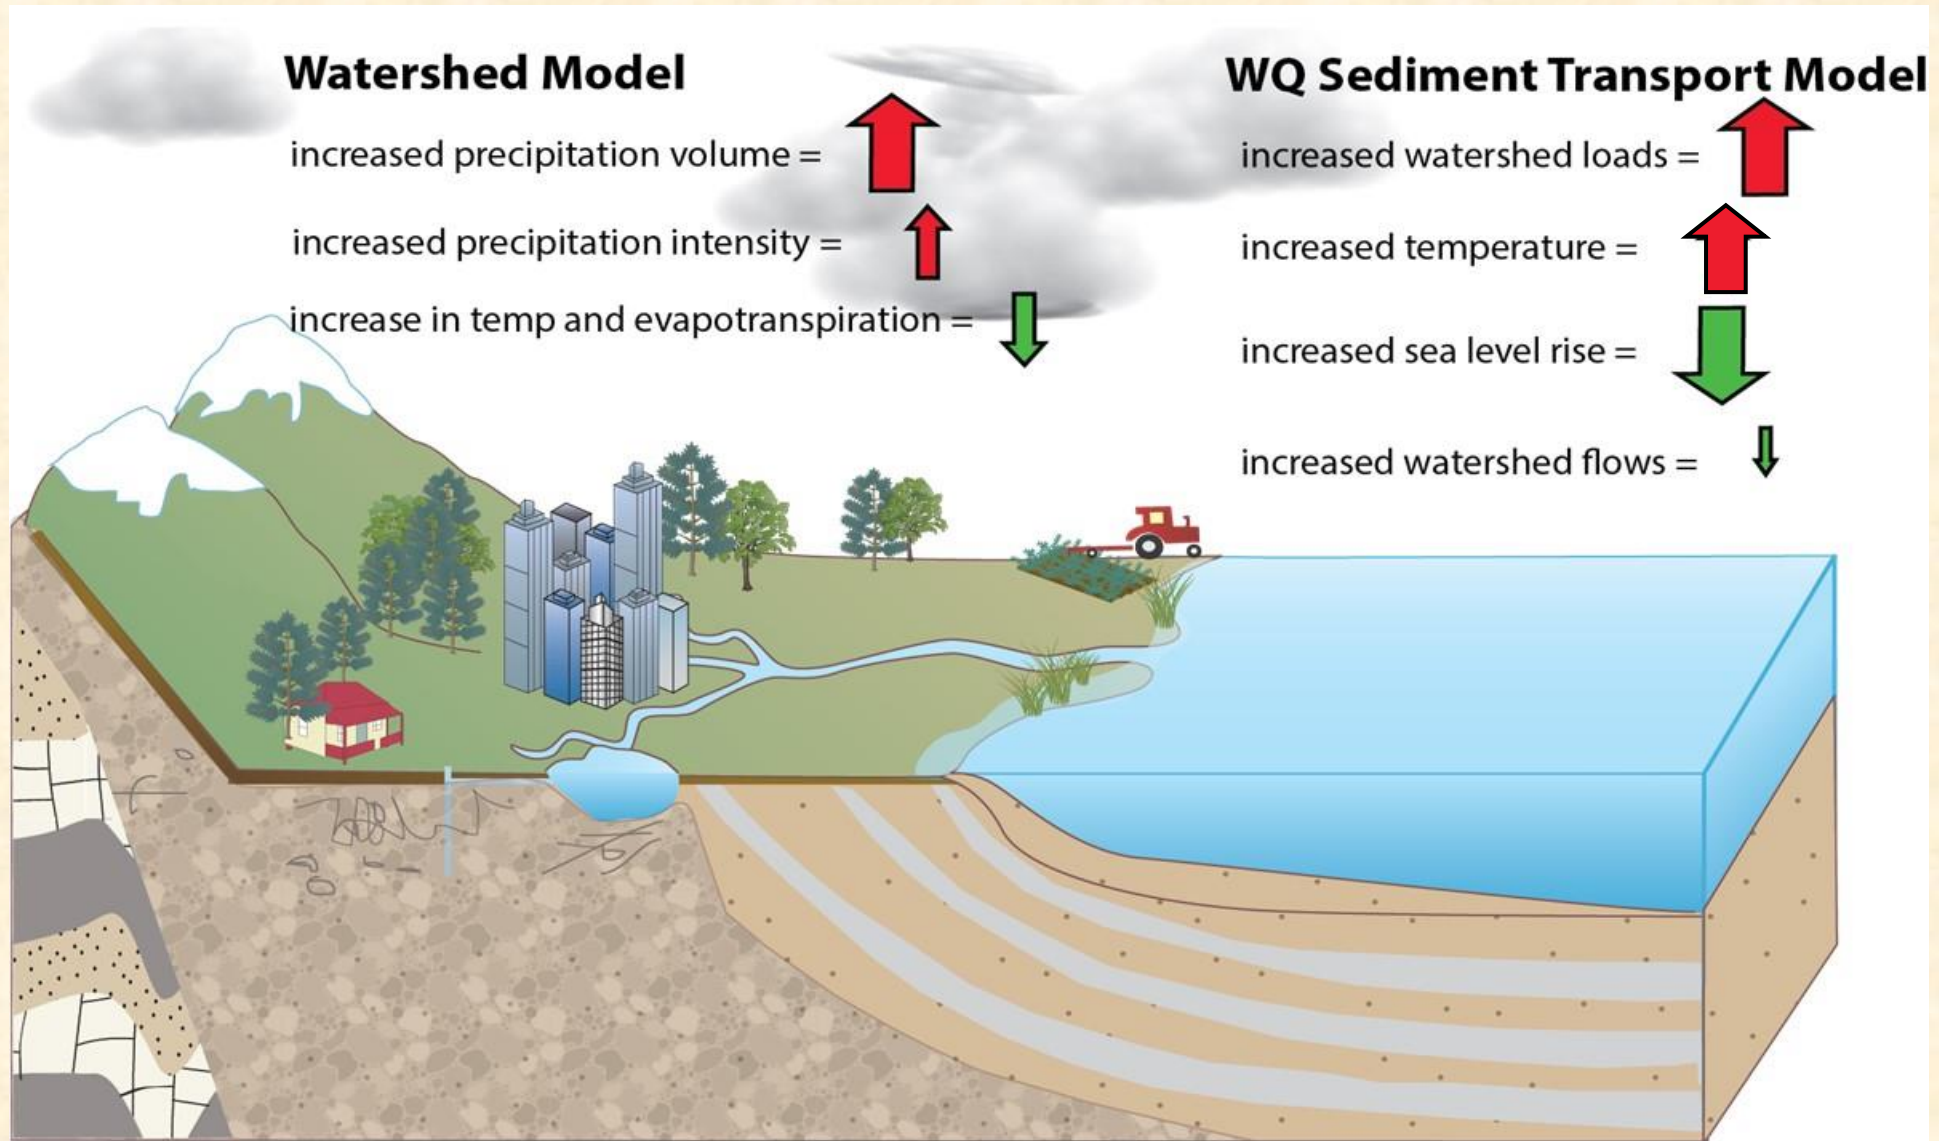 Watershed Model
increased precipitation volume =
increased precipitation intensity =
increase in temp and evapotranspiration =
WQ Sediment Transport Model
increased watershed loads =
increased temperature =
increased sea level rise =
increased watershed flows =